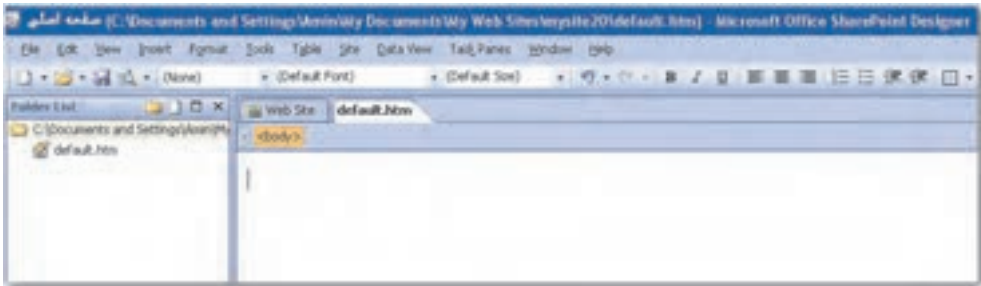 صفحه اصلی (C:\Documents and Settings\Amin\My Documents\My Web Sites\mysite20\default.htm) - Microsoft Office SharePoint Designer
File Edit View Insert Format Tools Table Site Data View Task Panes Window Help
(None) (Default Font) (Default Size) B I U
Folder List Web Site default.htm
C:\Documents and Settings\Amin\My <body>
default.htm